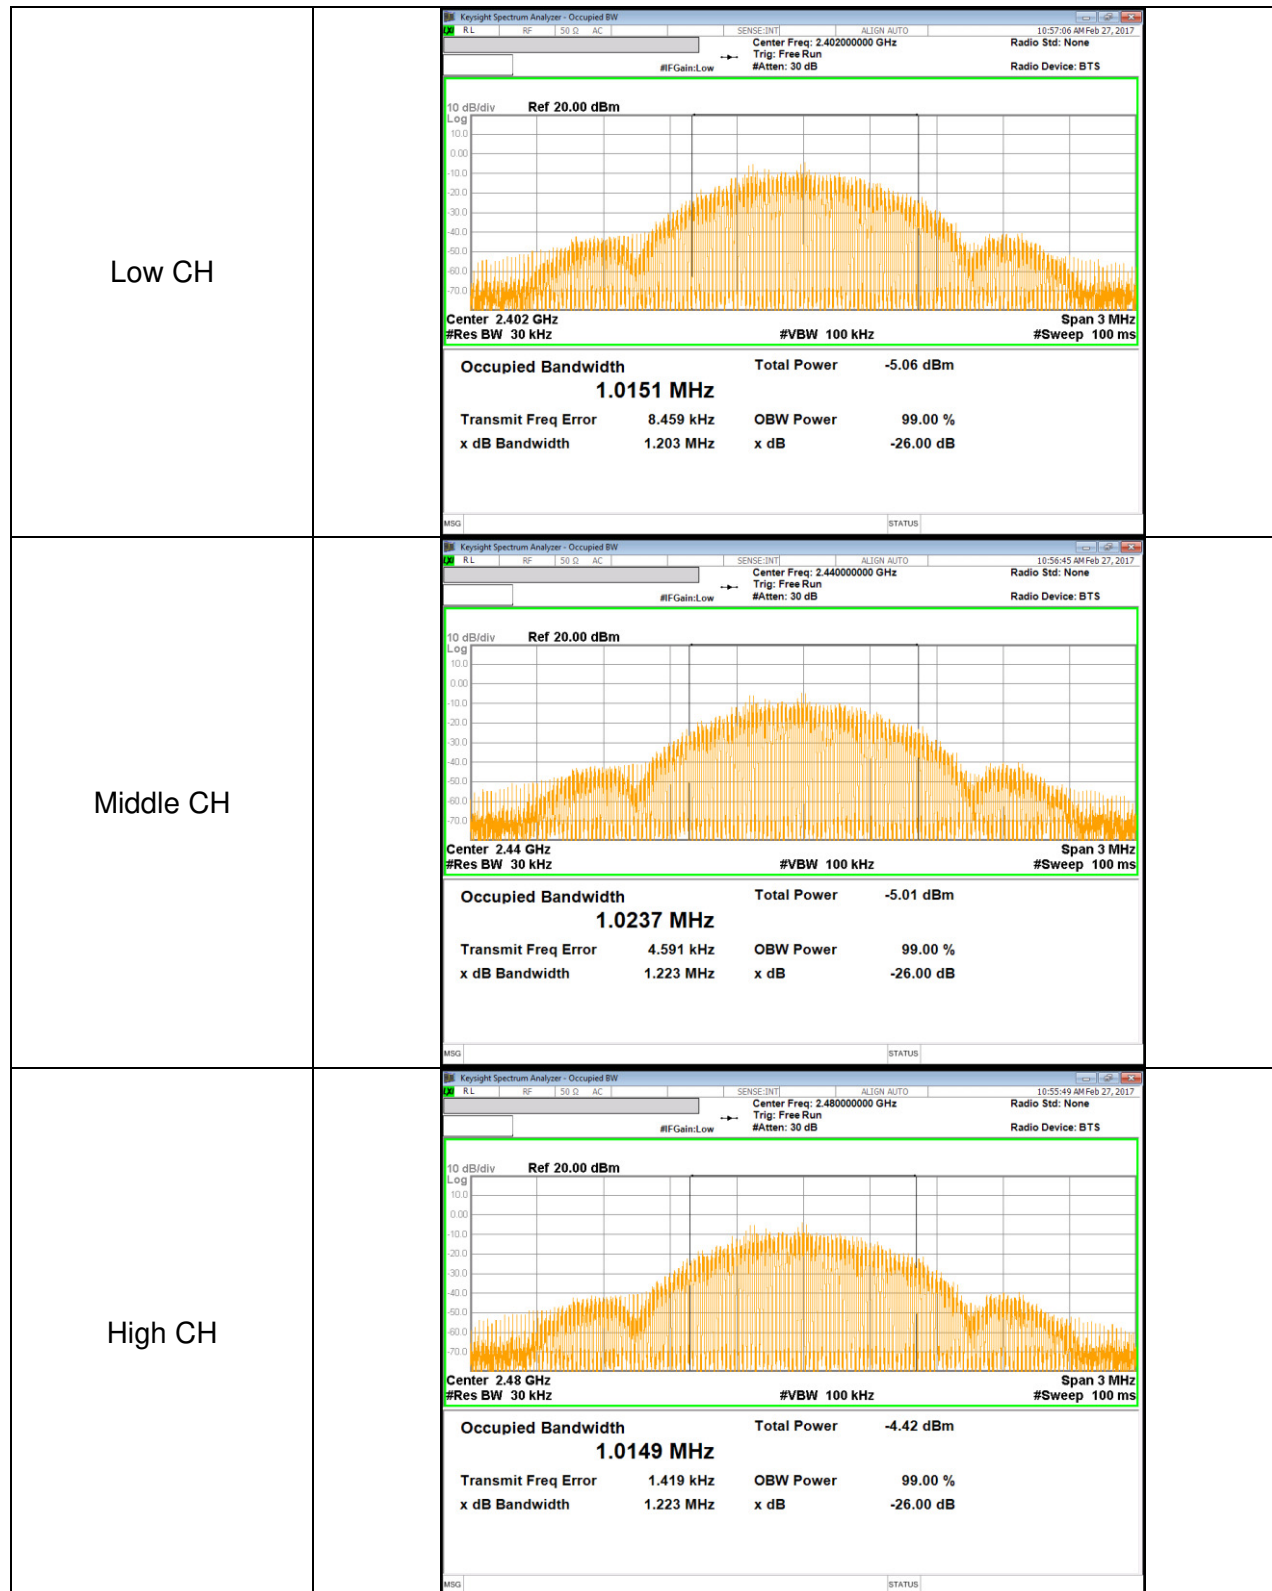 Low CH
Keysight Spectrum Analyzer - Occupied BW
LXI RL RF 50 Ω AC SENSE:INT ALIGN AUTO 10:57:06 AM Feb 27, 2017
Center Freq: 2.402000000 GHz Radio Std: None
Trig: Free Run
#IFGain:Low #Atten: 30 dB Radio Device: BTS
10 dB/div Ref 20.00 dBm
Log
10.0
0.00
-10.0
-20.0
-30.0
-40.0
-50.0
-60.0
-70.0
Center 2.402 GHz Span 3 MHz
#Res BW 30 kHz #VBW 100 kHz #Sweep 100 ms
Occupied Bandwidth Total Power -5.06 dBm
1.0151 MHz
Transmit Freq Error 8.459 kHz OBW Power 99.00 %
x dB Bandwidth 1.203 MHz x dB -26.00 dB
MSG STATUS
Middle CH
Keysight Spectrum Analyzer - Occupied BW
LXI RL RF 50 Ω AC SENSE:INT ALIGN AUTO 10:56:45 AM Feb 27, 2017
Center Freq: 2.440000000 GHz Radio Std: None
Trig: Free Run
#IFGain:Low #Atten: 30 dB Radio Device: BTS
10 dB/div Ref 20.00 dBm
Log
10.0
0.00
-10.0
-20.0
-30.0
-40.0
-50.0
-60.0
-70.0
Center 2.44 GHz Span 3 MHz
#Res BW 30 kHz #VBW 100 kHz #Sweep 100 ms
Occupied Bandwidth Total Power -5.01 dBm
1.0237 MHz
Transmit Freq Error 4.591 kHz OBW Power 99.00 %
x dB Bandwidth 1.223 MHz x dB -26.00 dB
MSG STATUS
High CH
Keysight Spectrum Analyzer - Occupied BW
LXI RL RF 50 Ω AC SENSE:INT ALIGN AUTO 10:55:49 AM Feb 27, 2017
Center Freq: 2.480000000 GHz Radio Std: None
Trig: Free Run
#IFGain:Low #Atten: 30 dB Radio Device: BTS
10 dB/div Ref 20.00 dBm
Log
10.0
0.00
-10.0
-20.0
-30.0
-40.0
-50.0
-60.0
-70.0
Center 2.48 GHz Span 3 MHz
#Res BW 30 kHz #VBW 100 kHz #Sweep 100 ms
Occupied Bandwidth Total Power -4.42 dBm
1.0149 MHz
Transmit Freq Error 1.419 kHz OBW Power 99.00 %
x dB Bandwidth 1.223 MHz x dB -26.00 dB
MSG STATUS